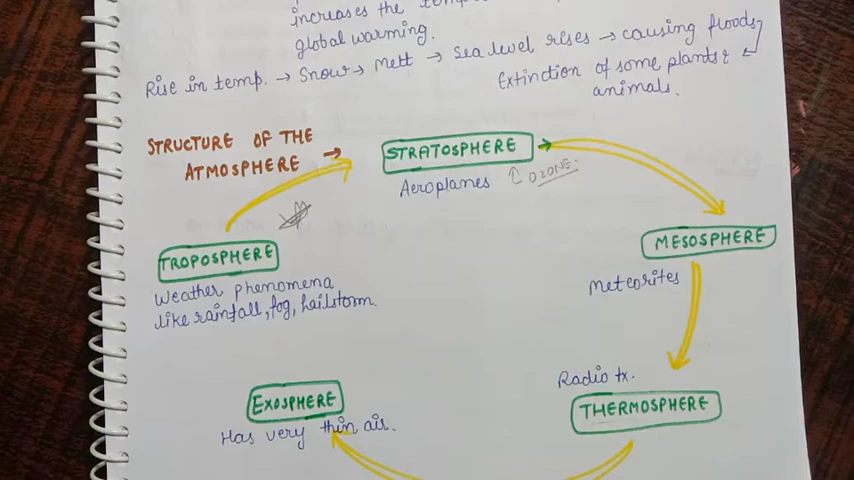 increases the
global warming.
Rise in temp. → Snow → Melt → Sea level rises → causing floods
Extinction of some plants &
animals.
STRUCTURE OF THE
ATMOSPHERE →
STRATOSPHERE →
Aeroplanes ↑ OZONE
MESOSPHERE
Meteorites
TROPOSPHERE
Weather phenomena
like rainfall, fog, hailstorm.
Radio tx.
THERMOSPHERE
EXOSPHERE
Has very thin air.